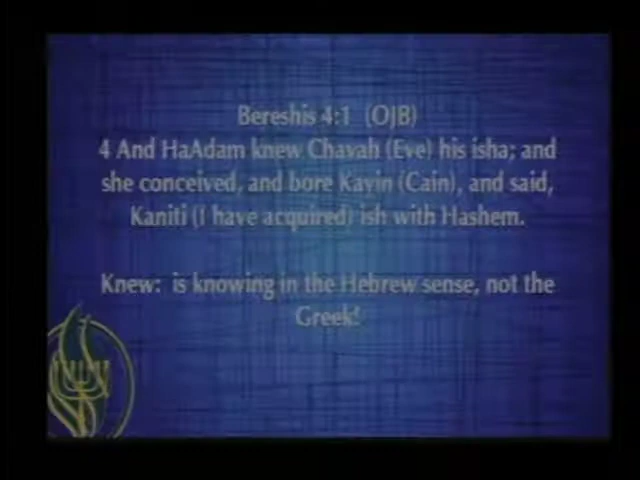 Bereshis 4:1 (OJB)
4 And HaAdam knew Chavah (Eve) his isha; and
she conceived, and bore Kayin (Cain), and said,
Kaniti (I have acquired) ish with Hashem.
Knew: is knowing in the Hebrew sense, not the
Greek!